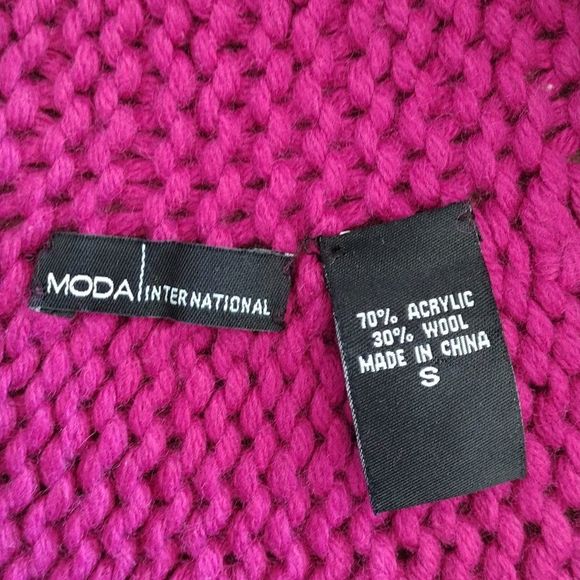 MODA INTERNATIONAL
70% ACRYLIC
30% WOOL
MADE IN CHINA
S